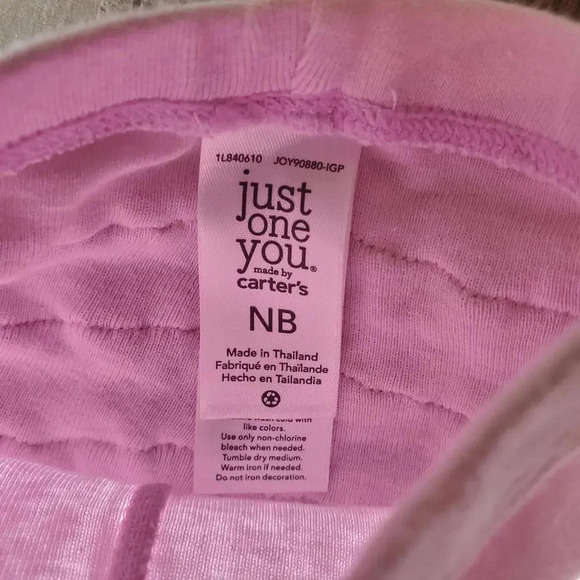 1L840610 JOY90880-IGP
just
one
you®
made by
carter's
NB
Made in Thailand
Fabriqué en Thaïlande
Hecho en Tailandia
wash cold with
like colors.
Use only non-chlorine
bleach when needed.
Tumble dry medium.
Warm iron if needed.
Do not iron decoration.